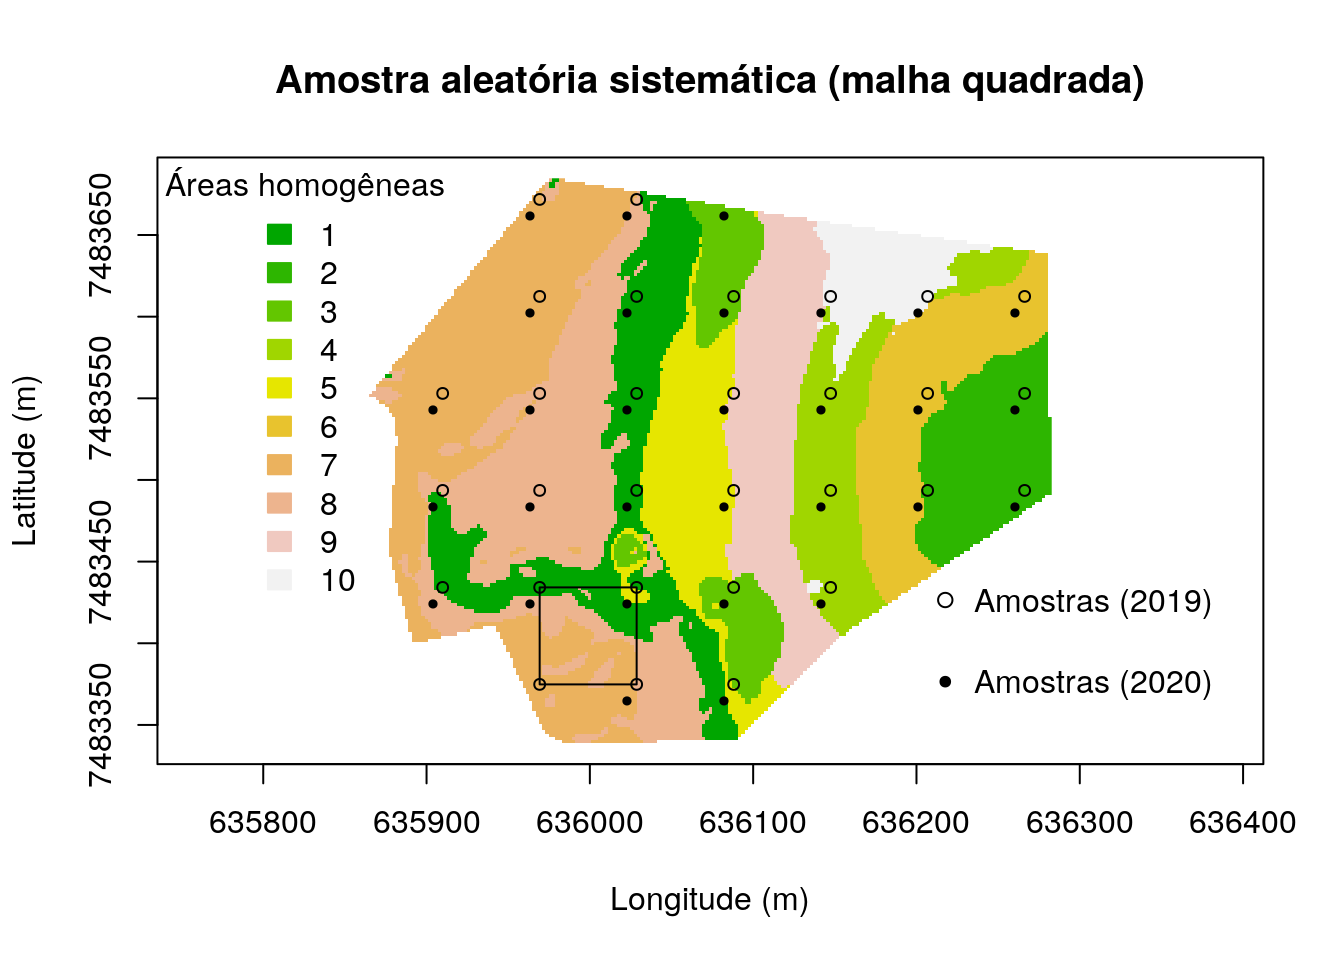 Amostra aleatória sistemática (malha quadrada)
Áreas homogêneas
1
2
3
4
5
6
7
8
9
10
Amostras (2019)
Amostras (2020)
7483650
7483550
7483450
7483350
Latitude (m)
635800 635900 636000 636100 636200 636300 636400
Longitude (m)